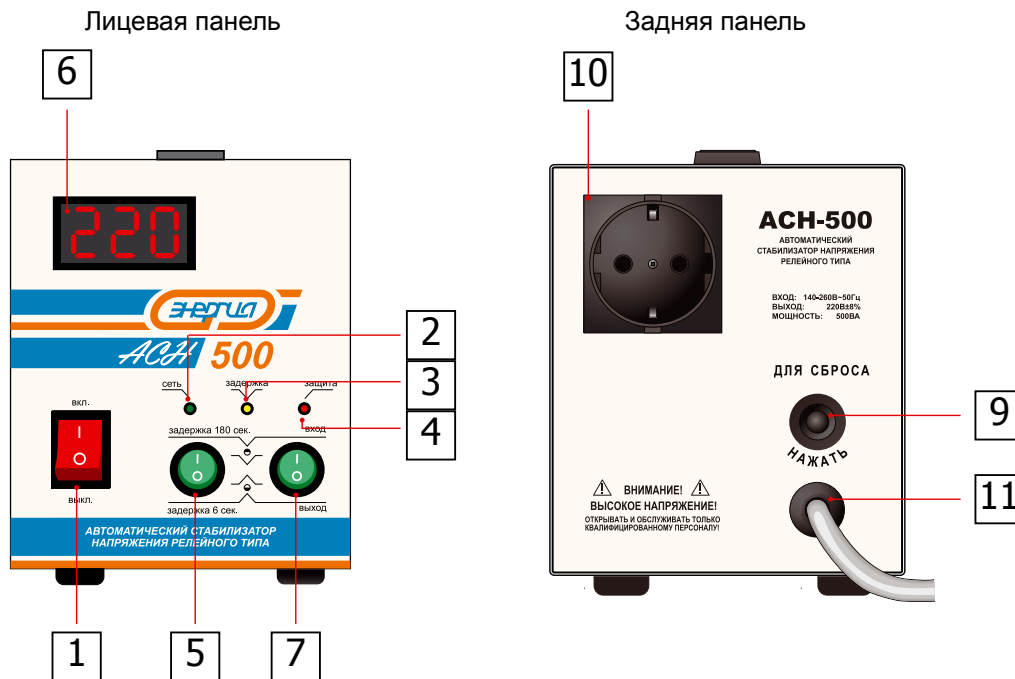 Лицевая панель
Задняя панель
6
10
220
энергия
АСН 500
2
3
4
сеть
задержка
защита
вкл.
I
O
выкл.
задержка 180 сек.
вход
I
O
I
O
задержка 6 сек.
выход
АВТОМАТИЧЕСКИЙ СТАБИЛИЗАТОР
НАПРЯЖЕНИЯ РЕЛЕЙНОГО ТИПА
1
5
7
АСН-500
АВТОМАТИЧЕСКИЙ
СТАБИЛИЗАТОР НАПРЯЖЕНИЯ
РЕЛЕЙНОГО ТИПА
ВХОД: 140-260В~50Гц
ВЫХОД: 220В±8%
МОЩНОСТЬ: 500ВА
ДЛЯ СБРОСА
НАЖАТЬ
9
11
ВНИМАНИЕ!
ВЫСОКОЕ НАПРЯЖЕНИЕ!
ОТКРЫВАТЬ И ОБСЛУЖИВАТЬ ТОЛЬКО
КВАЛИФИЦИРОВАННОМУ ПЕРСОНАЛУ!